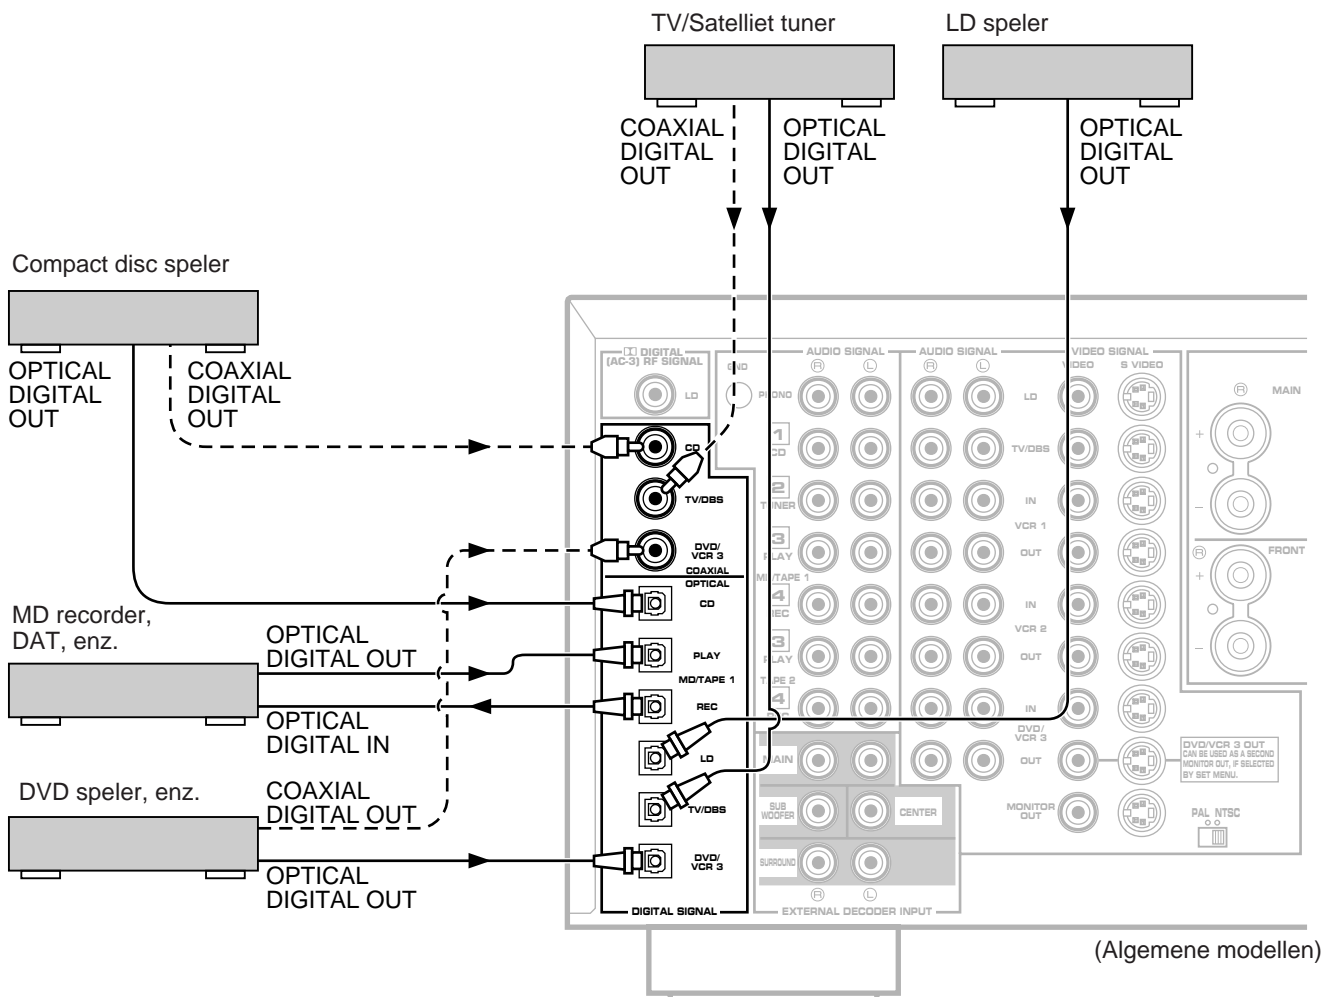 TV/Satelliet tuner
LD speler
COAXIAL
DIGITAL
OUT
OPTICAL
DIGITAL
OUT
OPTICAL
DIGITAL
OUT
Compact disc speler
OPTICAL
DIGITAL
OUT
COAXIAL
DIGITAL
OUT
MD recorder,
DAT, enz.
OPTICAL
DIGITAL OUT
OPTICAL
DIGITAL IN
DVD speler, enz.
COAXIAL
DIGITAL OUT
OPTICAL
DIGITAL OUT
DIGITAL
(AC-3) RF SIGNAL
LD
CD
TV/DBS
DVD/
VCR 3
COAXIAL
OPTICAL
CD
PLAY
MD/TAPE 1
REC
LD
TV/DBS
DVD/
VCR 3
DIGITAL SIGNAL
GND
AUDIO SIGNAL
R L
PHONO
1
CD
2
TUNER
3
PLAY
MD/TAPE 1
4
REC
3
PLAY
TAPE 2
4
REC
MAIN
SUB
WOOFER
CENTER
SURROUND
R L
EXTERNAL DECODER INPUT
AUDIO SIGNAL
R L
VIDEO SIGNAL
VIDEO S VIDEO
LD
TV/DBS
IN
VCR 1
OUT
IN
VCR 2
OUT
IN
DVD/
VCR 3
OUT
MONITOR
OUT
R MAIN
+
–
R FRONT
+
–
DVD/VCR 3 OUT
CAN BE USED AS A SECOND
MONITOR OUT, IF SELECTED
BY SET MENU.
PAL NTSC
(Algemene modellen)